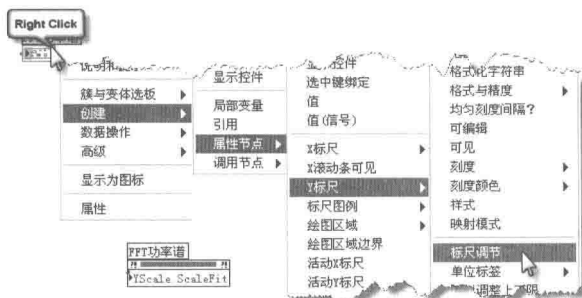 Right Click
簇与变体选板
创建
数据操作
高级
显示为图标
属性
显示控件
局部变量
引用
属性节点
调用节点
选中键绑定
值
值(信号)
X标尺
X滚动条可见
Y标尺
标尺图例
绘图区域
绘图区域边界
活动X标尺
活动Y标尺
格式化字符串
格式与精度
均匀刻度间隔?
可编辑
可见
刻度
刻度颜色
样式
映射模式
标尺调节
单位标签
FFT功率谱
YScale ScaleFit